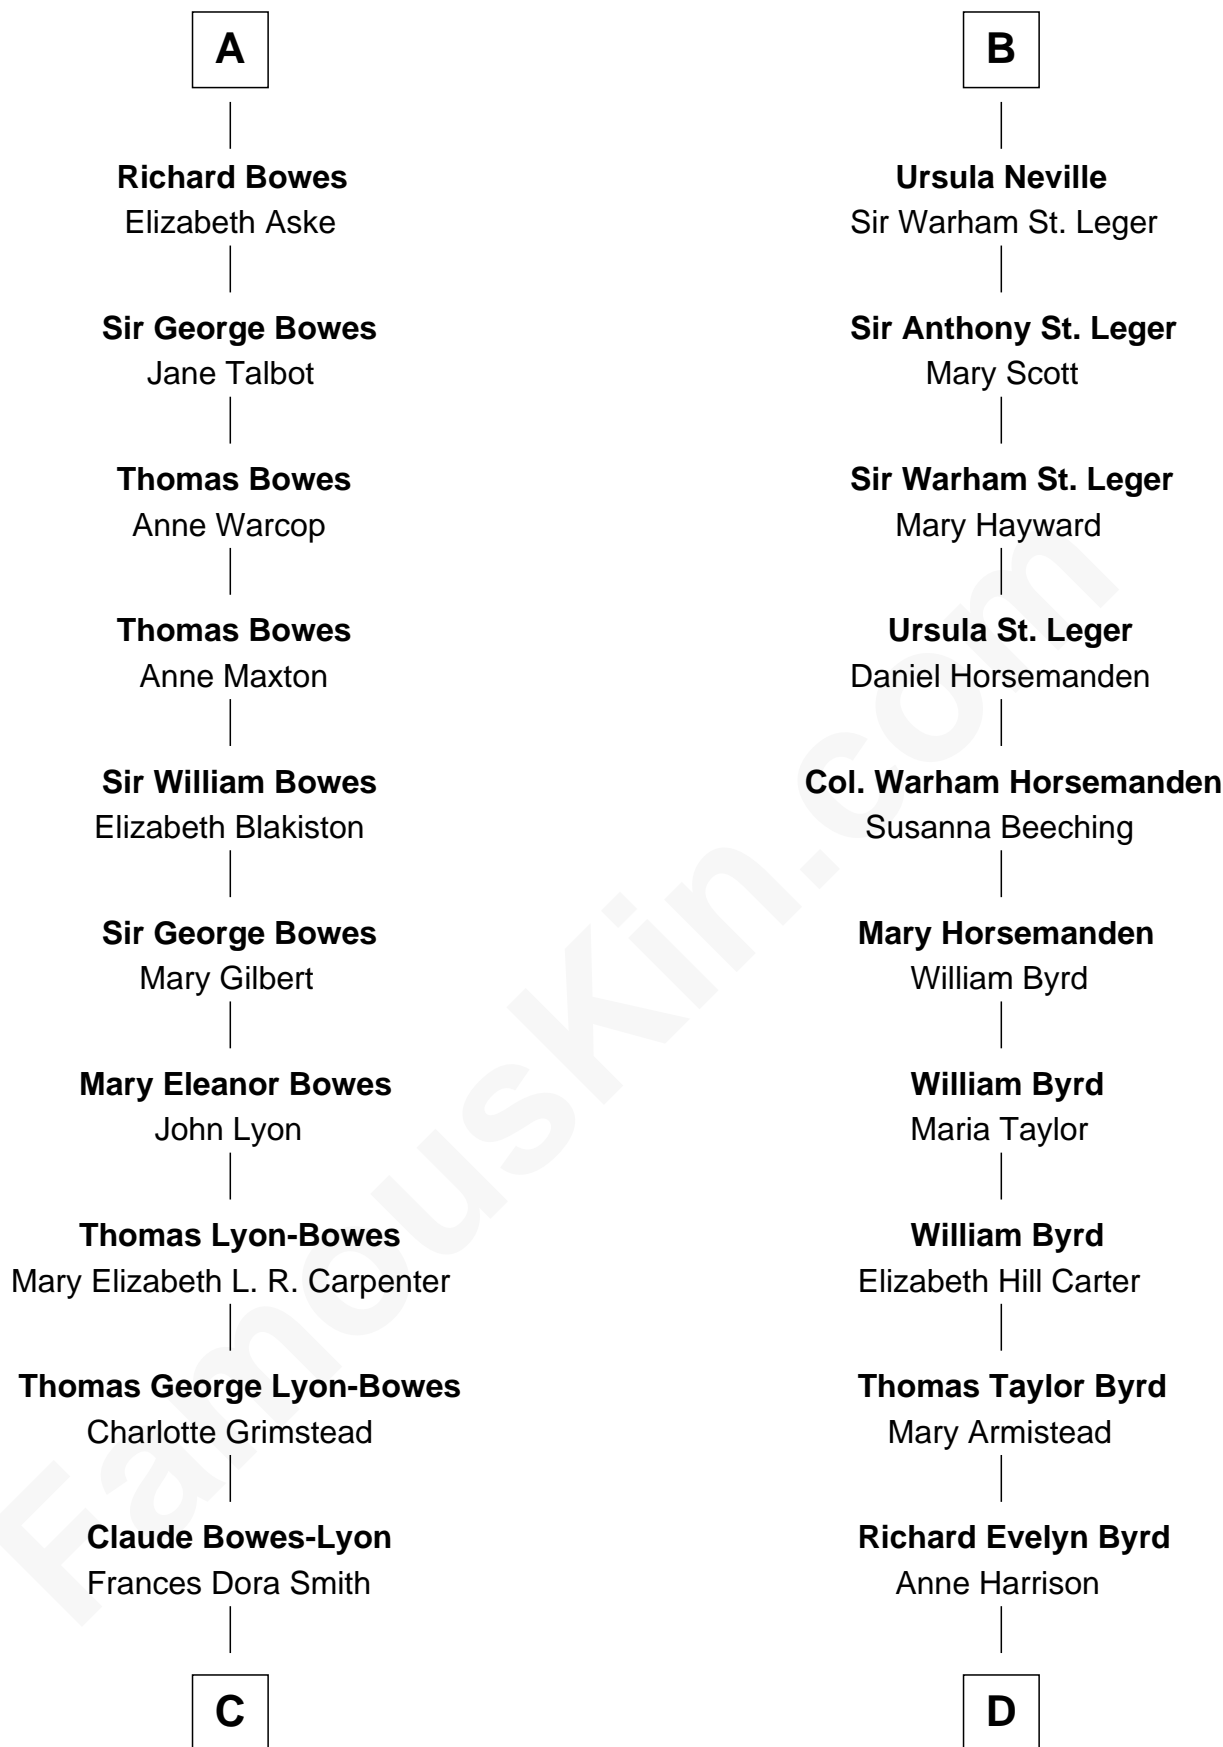 A
Richard Bowes
Elizabeth Aske
Sir George Bowes
Jane Talbot
Thomas Bowes
Anne Warcop
Thomas Bowes
Anne Maxton
Sir William Bowes
Elizabeth Blakiston
Sir George Bowes
Mary Gilbert
Mary Eleanor Bowes
John Lyon
Thomas Lyon-Bowes
Mary Elizabeth L. R. Carpenter
Thomas George Lyon-Bowes
Charlotte Grimstead
Claude Bowes-Lyon
Frances Dora Smith
C
B
Ursula Neville
Sir Warham St. Leger
Sir Anthony St. Leger
Mary Scott
Sir Warham St. Leger
Mary Hayward
Ursula St. Leger
Daniel Horsemanden
Col. Warham Horsemanden
Susanna Beeching
Mary Horsemanden
William Byrd
William Byrd
Maria Taylor
William Byrd
Elizabeth Hill Carter
Thomas Taylor Byrd
Mary Armistead
Richard Evelyn Byrd
Anne Harrison
D
FamousKin.com